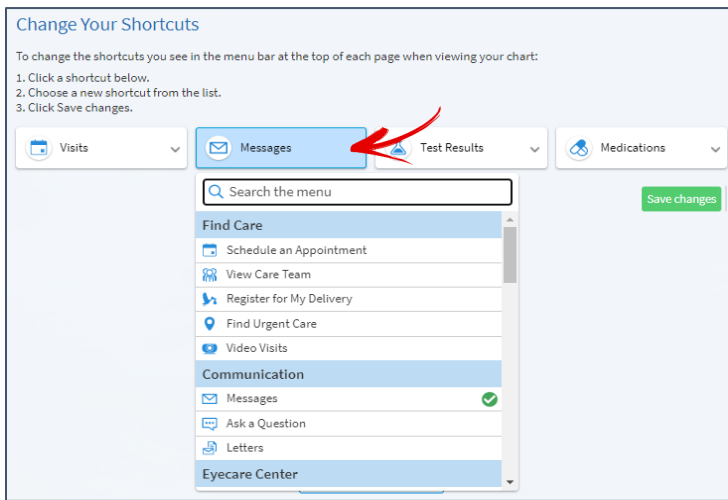 Change Your Shortcuts
To change the shortcuts you see in the menu bar at the top of each page when viewing your chart:
1. Click a shortcut below.
2. Choose a new shortcut from the list.
3. Click Save changes.
Visits
Messages
Test Results
Medications
Search the menu
Save changes
Find Care
Schedule an Appointment
View Care Team
Register for My Delivery
Find Urgent Care
Video Visits
Communication
Messages
Ask a Question
Letters
Eyecare Center